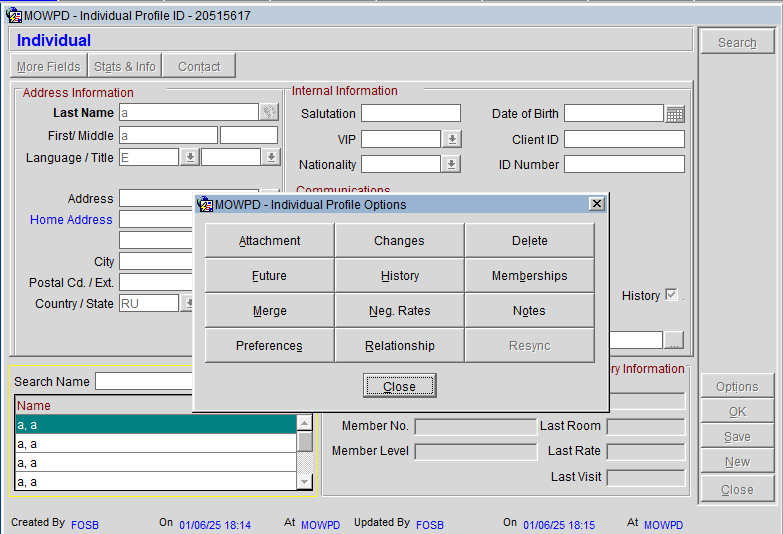 MOWPD - Individual Profile ID - 20515617
Individual
Search
More Fields Stats & Info Contact
Address Information Internal Information
Last Name a Salutation Date of Birth
First/ Middle a VIP Client ID
Language / Title E Nationality ID Number
Communications
Address
Home Address
City
Postal Cd. / Ext.
Country / State RU
History
MOWPD - Individual Profile Options
Attachment Changes Delete
Future History Memberships
Merge Neg. Rates Notes
Preferences Relationship Resync
Close
Search Name
ry Information
Name
a, a
a, a
a, a
a, a
Member No. Last Room
Member Level Last Rate
Last Visit
Options
OK
Save
New
Close
Created By FOSB On 01/06/25 18:14 At MOWPD Updated By FOSB On 01/06/25 18:15 At MOWPD